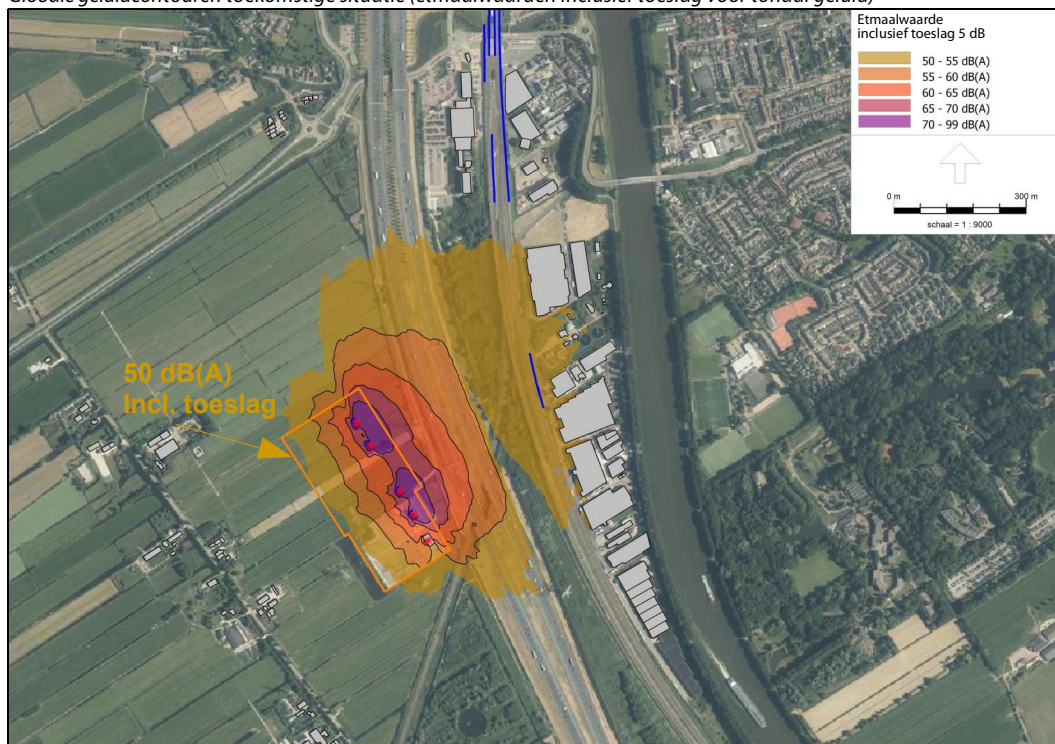 Globale geluidcontouren toekomstige situatie (etmaalwaarden inclusief toeslag voor tonaal geluid)
Etmaalwaarde
inclusief toeslag 5 dB
50 - 55 dB(A)
55 - 60 dB(A)
60 - 65 dB(A)
65 - 70 dB(A)
70 - 99 dB(A)
0 m 300 m
schaal = 1 : 9000
50 dB(A)
Incl. toeslag